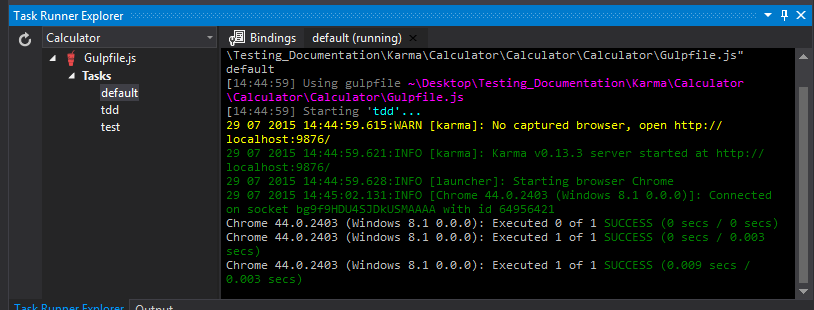 Task Runner Explorer
Calculator
Gulpfile.js
Tasks
default
tdd
test
Bindings
default (running)
\Testing_Documentation\Karma\Calculator\Calculator\Calculator\Gulpfile.js"
default
[14:44:59] Using gulpfile ~\Desktop\Testing_Documentation\Karma\Calculator
\Calculator\Calculator\Gulpfile.js
[14:44:59] Starting 'tdd'...
29 07 2015 14:44:59.615:WARN [karma]: No captured browser, open http://
localhost:9876/
29 07 2015 14:44:59.621:INFO [karma]: Karma v0.13.3 server started at http://
localhost:9876/
29 07 2015 14:44:59.628:INFO [launcher]: Starting browser Chrome
29 07 2015 14:45:02.131:INFO [Chrome 44.0.2403 (Windows 8.1 0.0.0)]: Connected
on socket bg9f9HDU4SJDkUSMAAAA with id 64956421
Chrome 44.0.2403 (Windows 8.1 0.0.0): Executed 0 of 1 SUCCESS (0 secs / 0 secs)
Chrome 44.0.2403 (Windows 8.1 0.0.0): Executed 1 of 1 SUCCESS (0 secs / 0.003
secs)
Chrome 44.0.2403 (Windows 8.1 0.0.0): Executed 1 of 1 SUCCESS (0.009 secs /
0.003 secs)
Task Runner Explorer
Output